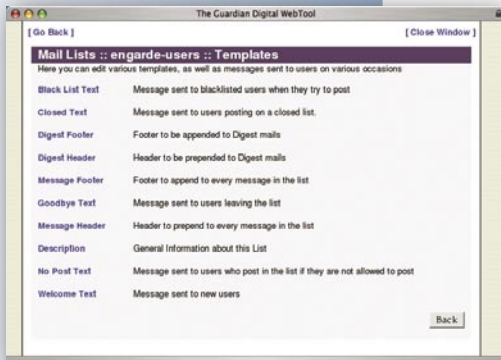 The Guardian Digital WebTool
[ Go Back ] [ Close Window ]
Mail Lists :: engarde-users :: Templates
Here you can edit various templates, as well as messages sent to users on various occasions
Black List Text Message sent to blacklisted users when they try to post
Closed Text Message sent to users posting on a closed list.
Digest Footer Footer to be appended to Digest mails
Digest Header Header to be prepended to Digest mails
Message Footer Footer to append to every message in the list
Goodbye Text Message sent to users leaving the list
Message Header Header to prepend to every message in the list
Description General Information about this List
No Post Text Message sent to users who post in the list if they are not allowed to post
Welcome Text Message sent to new users
Back